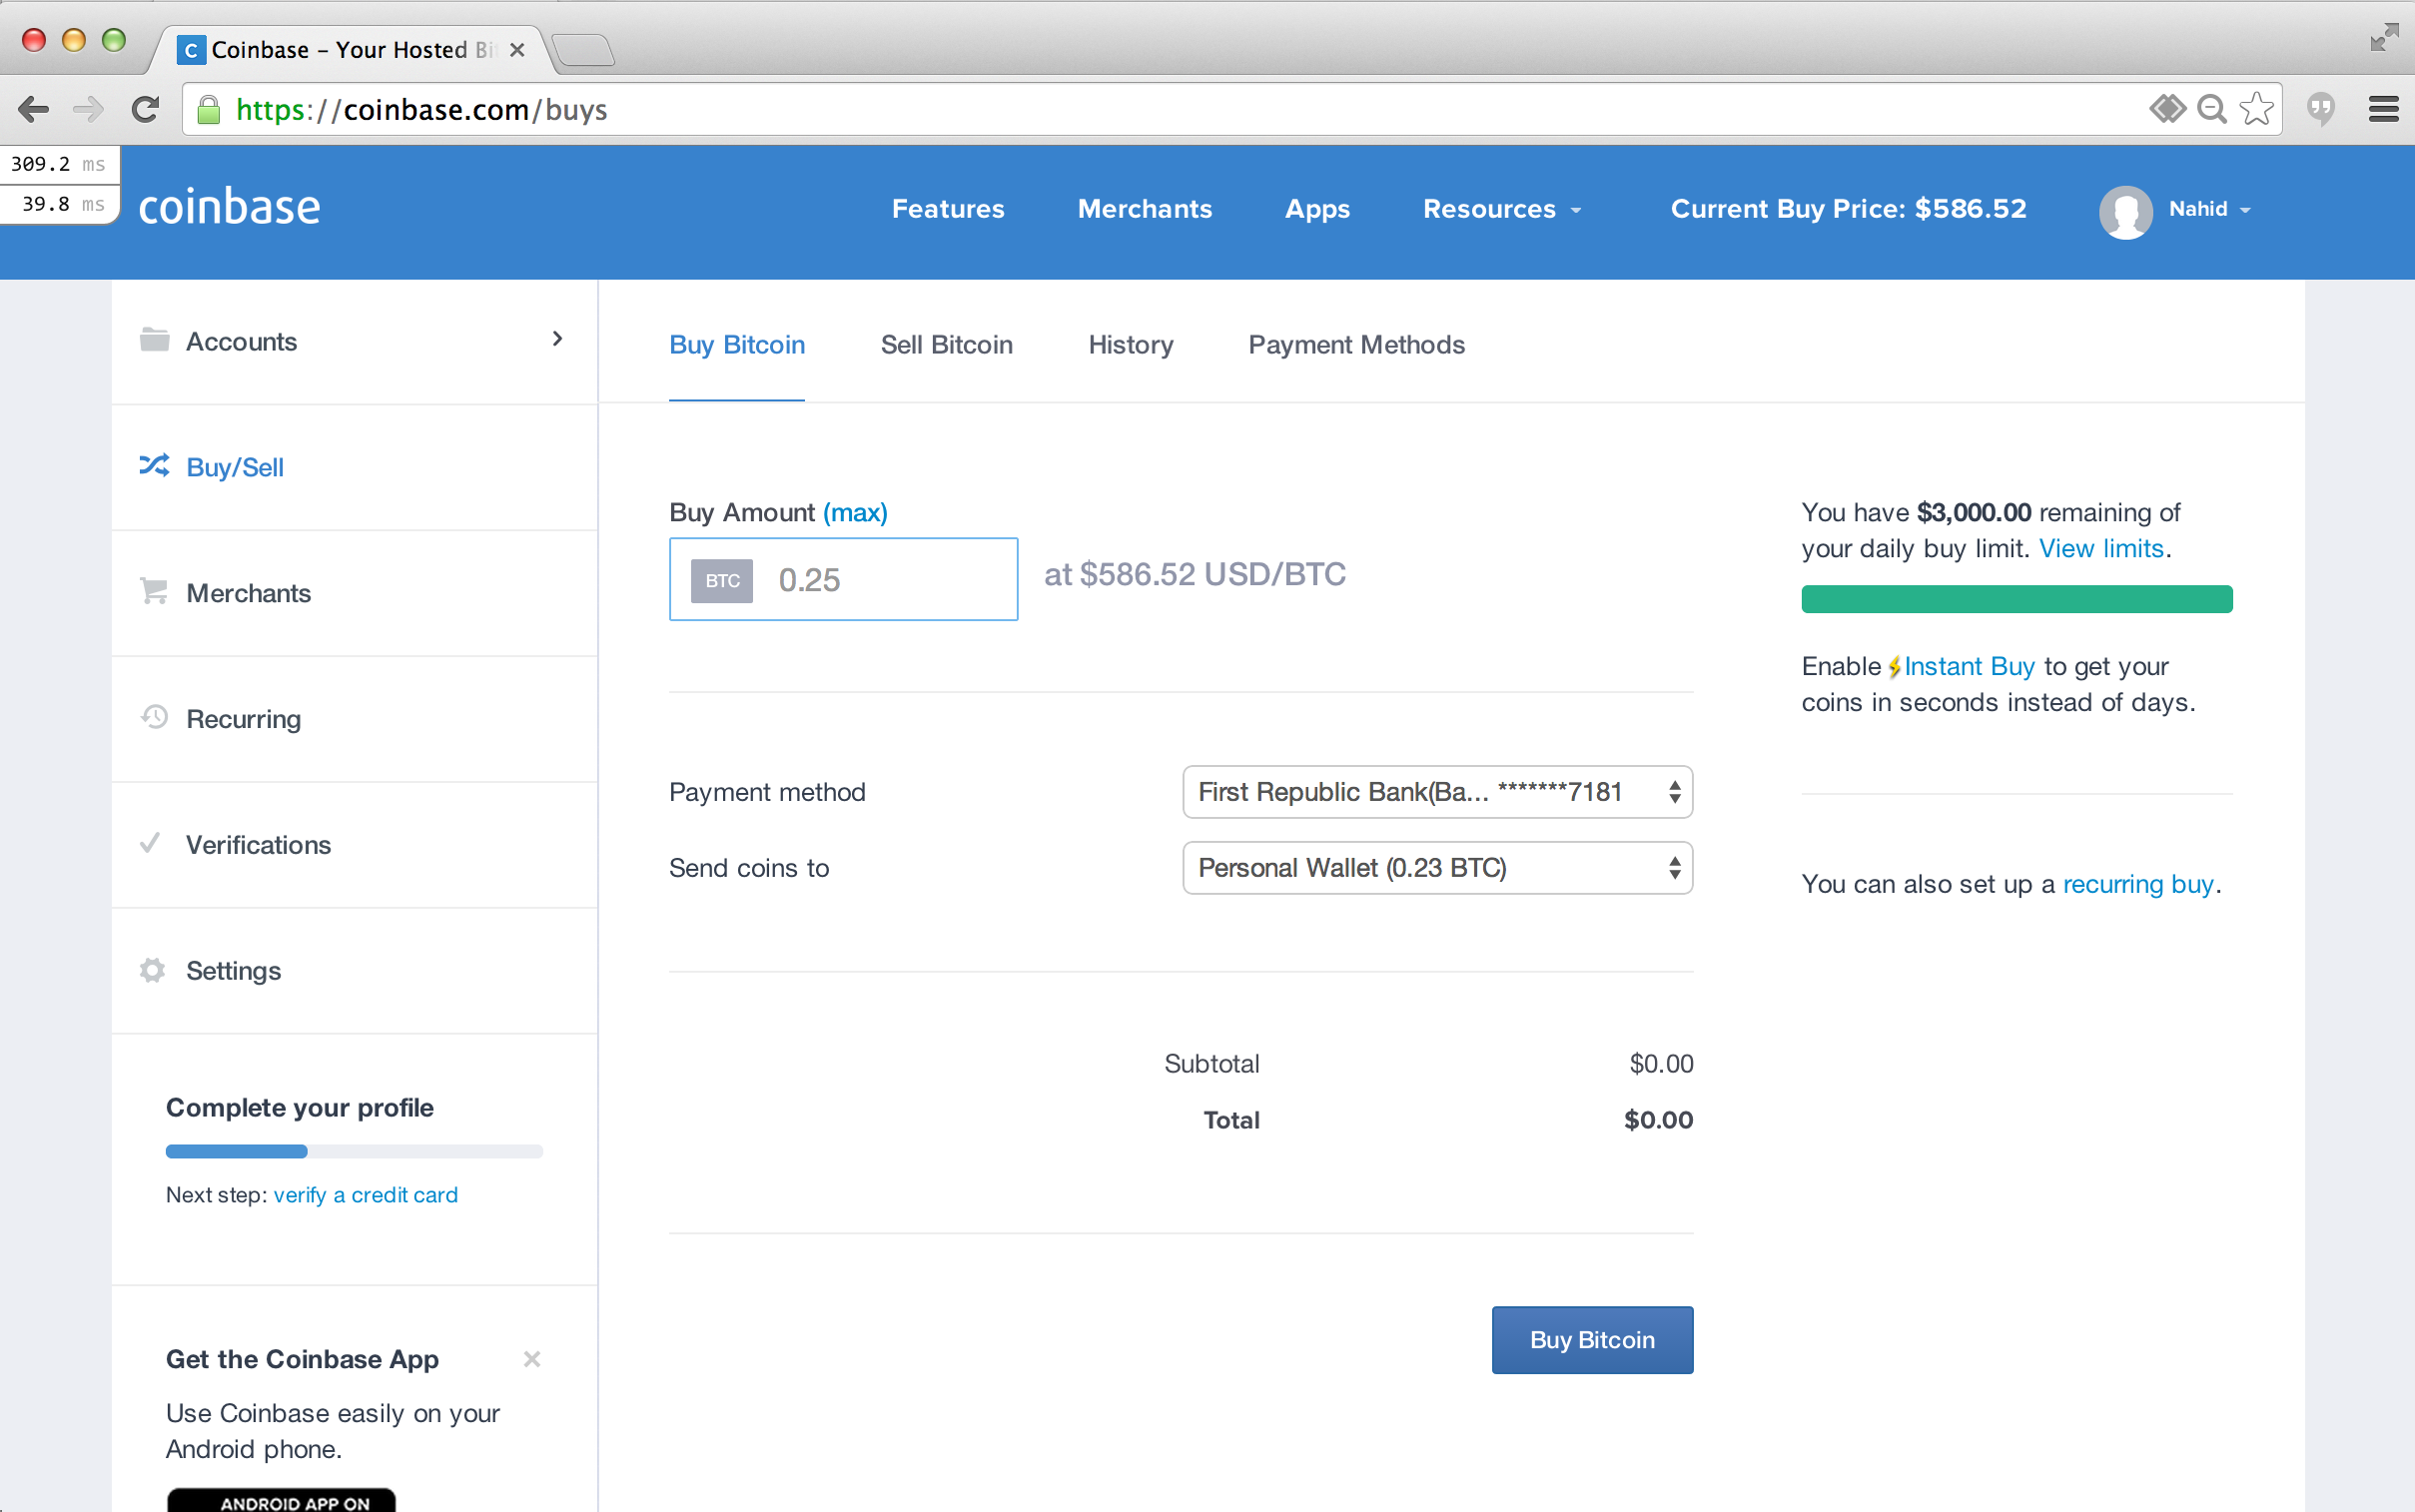 Coinbase – Your Hosted Bi
https://coinbase.com/buys
309.2 ms
39.8 ms
coinbase
Features
Merchants
Apps
Resources
Current Buy Price: $586.52
Nahid
Accounts
Buy/Sell
Merchants
Recurring
Verifications
Settings
Complete your profile
Next step: verify a credit card
Get the Coinbase App
Use Coinbase easily on your
Android phone.
ANDROID APP ON
Buy Bitcoin
Sell Bitcoin
History
Payment Methods
Buy Amount (max)
BTC 0.25
at $586.52 USD/BTC
Payment method
First Republic Bank(Ba... *******7181
Send coins to
Personal Wallet (0.23 BTC)
Subtotal $0.00
Total $0.00
Buy Bitcoin
You have $3,000.00 remaining of
your daily buy limit. View limits.
Enable ⚡Instant Buy to get your
coins in seconds instead of days.
You can also set up a recurring buy.